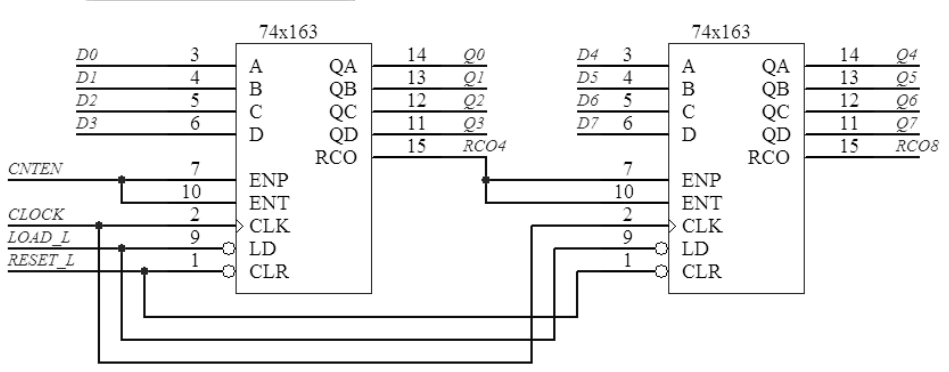 74x163 74x163
D0 3 A QA 14 Q0 D4 3 A QA 14 Q4
D1 4 B QB 13 Q1 D5 4 B QB 13 Q5
D2 5 C QC 12 Q2 D6 5 C QC 12 Q6
D3 6 D QD 11 Q3 D7 6 D QD 11 Q7
RCO 15 RCO4 RCO 15 RCO8
CNTEN 7 ENP 7 ENP
10 ENT 10 ENT
CLOCK 2 CLK 2 CLK
LOAD_L 9 LD 9 LD
RESET_L 1 CLR 1 CLR